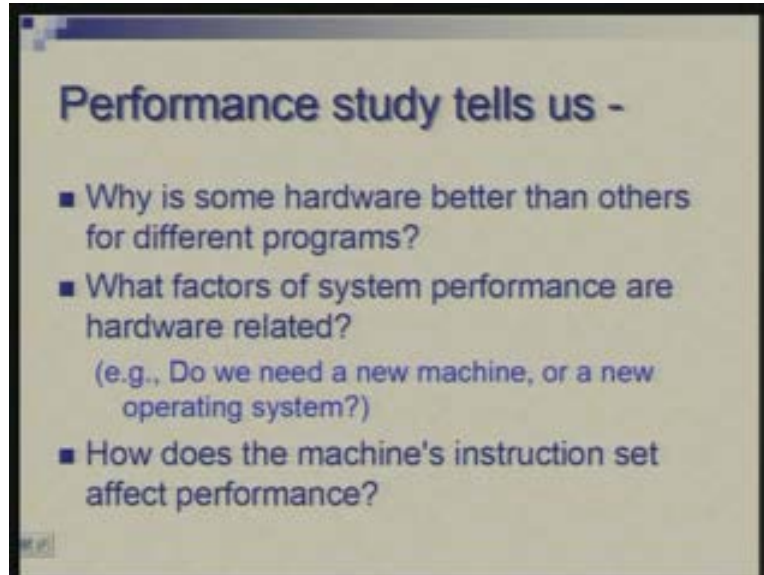 Performance study tells us -
■ Why is some hardware better than others
for different programs?
■ What factors of system performance are
hardware related?
(e.g., Do we need a new machine, or a new
operating system?)
■ How does the machine's instruction set
affect performance?